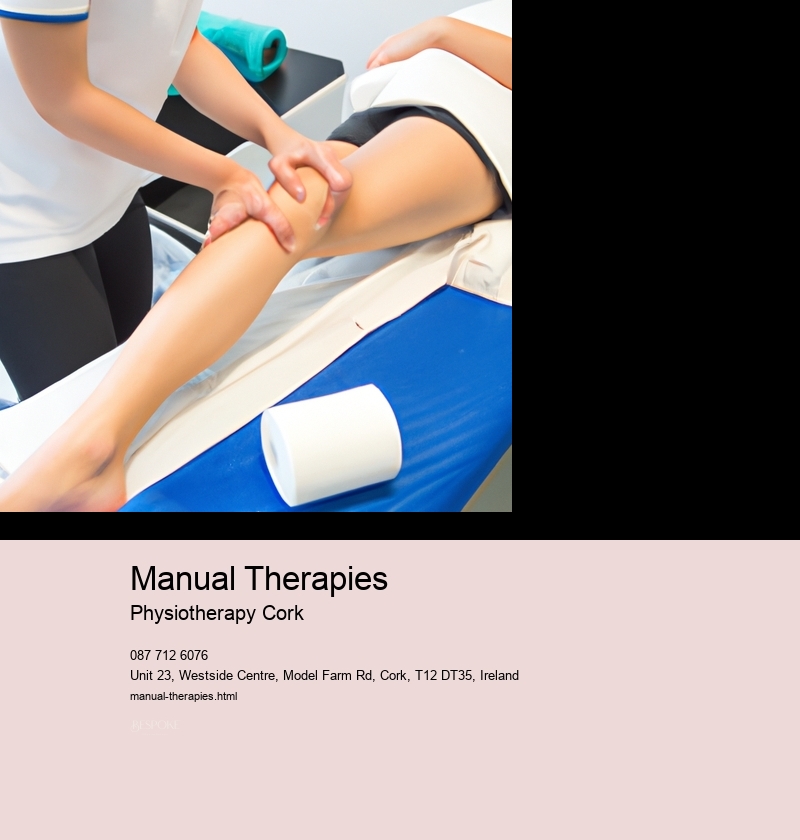 Manual Therapies
Physiotherapy Cork
087 712 6076
Unit 23, Westside Centre, Model Farm Rd, Cork, T12 DT35, Ireland
manual-therapies.html